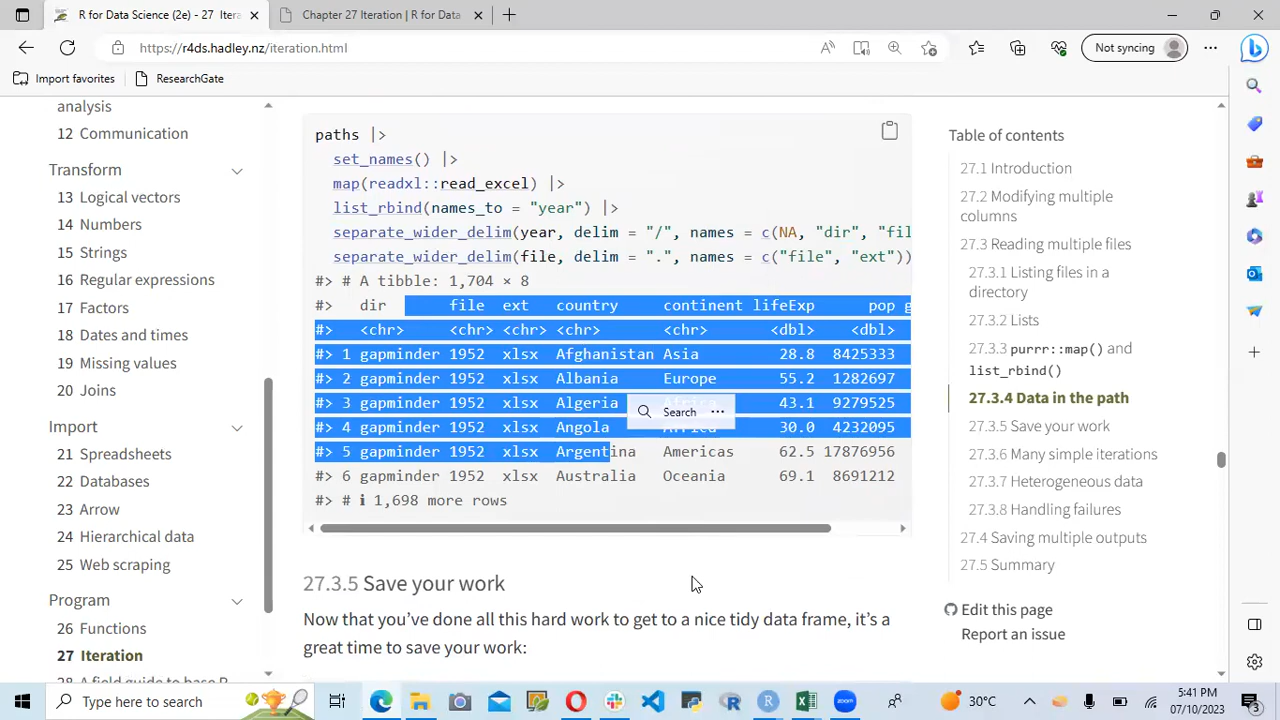 R for Data Science (2e) - 27 Itera
Chapter 27 Iteration | R for Data
https://r4ds.hadley.nz/iteration.html
Not syncing
Import favorites
ResearchGate
analysis
12 Communication
Transform
13 Logical vectors
14 Numbers
15 Strings
16 Regular expressions
17 Factors
18 Dates and times
19 Missing values
20 Joins
Import
21 Spreadsheets
22 Databases
23 Arrow
24 Hierarchical data
25 Web scraping
Program
26 Functions
27 Iteration
28 A field guide to base R
paths |>
set_names() |>
map(readxl::read_excel) |>
list_rbind(names_to = "year") |>
separate_wider_delim(year, delim = "/", names = c(NA, "dir", "fil
separate_wider_delim(file, delim = ".", names = c("file", "ext"))
#> # A tibble: 1,704 × 8
#> dir file ext country continent lifeExp pop g
#> <chr> <chr> <chr> <chr> <chr> <dbl> <dbl>
#> 1 gapminder 1952 xlsx Afghanistan Asia 28.8 8425333
#> 2 gapminder 1952 xlsx Albania Europe 55.2 1282697
#> 3 gapminder 1952 xlsx Algeria 43.1 9279525
Search
#> 4 gapminder 1952 xlsx Angola 30.0 4232095
#> 5 gapminder 1952 xlsx Argentina Americas 62.5 17876956
#> 6 gapminder 1952 xlsx Australia Oceania 69.1 8691212
#> # ℹ 1,698 more rows
27.3.5 Save your work
Now that you've done all this hard work to get to a nice tidy data frame, it's a
great time to save your work:
Table of contents
27.1 Introduction
27.2 Modifying multiple
columns
27.3 Reading multiple files
27.3.1 Listing files in a
directory
27.3.2 Lists
27.3.3 purrr::map() and
list_rbind()
27.3.4 Data in the path
27.3.5 Save your work
27.3.6 Many simple iterations
27.3.7 Heterogeneous data
27.3.8 Handling failures
27.4 Saving multiple outputs
27.5 Summary
Edit this page
Report an issue
Type here to search
30°C
5:41 PM
07/10/2023